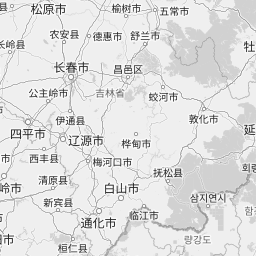 松原市
榆树市
五常市
农安县
德惠市
舒兰市
长岭县
长春市
昌邑区
公主岭市
吉林省
蛟河市
四平市
伊通县
敦化市
辽源市
桦甸市
西丰县
梅河口市
清原县
抚松县
白山市
新宾县
临江市
삼지연시
通化市
桓仁县
량강도